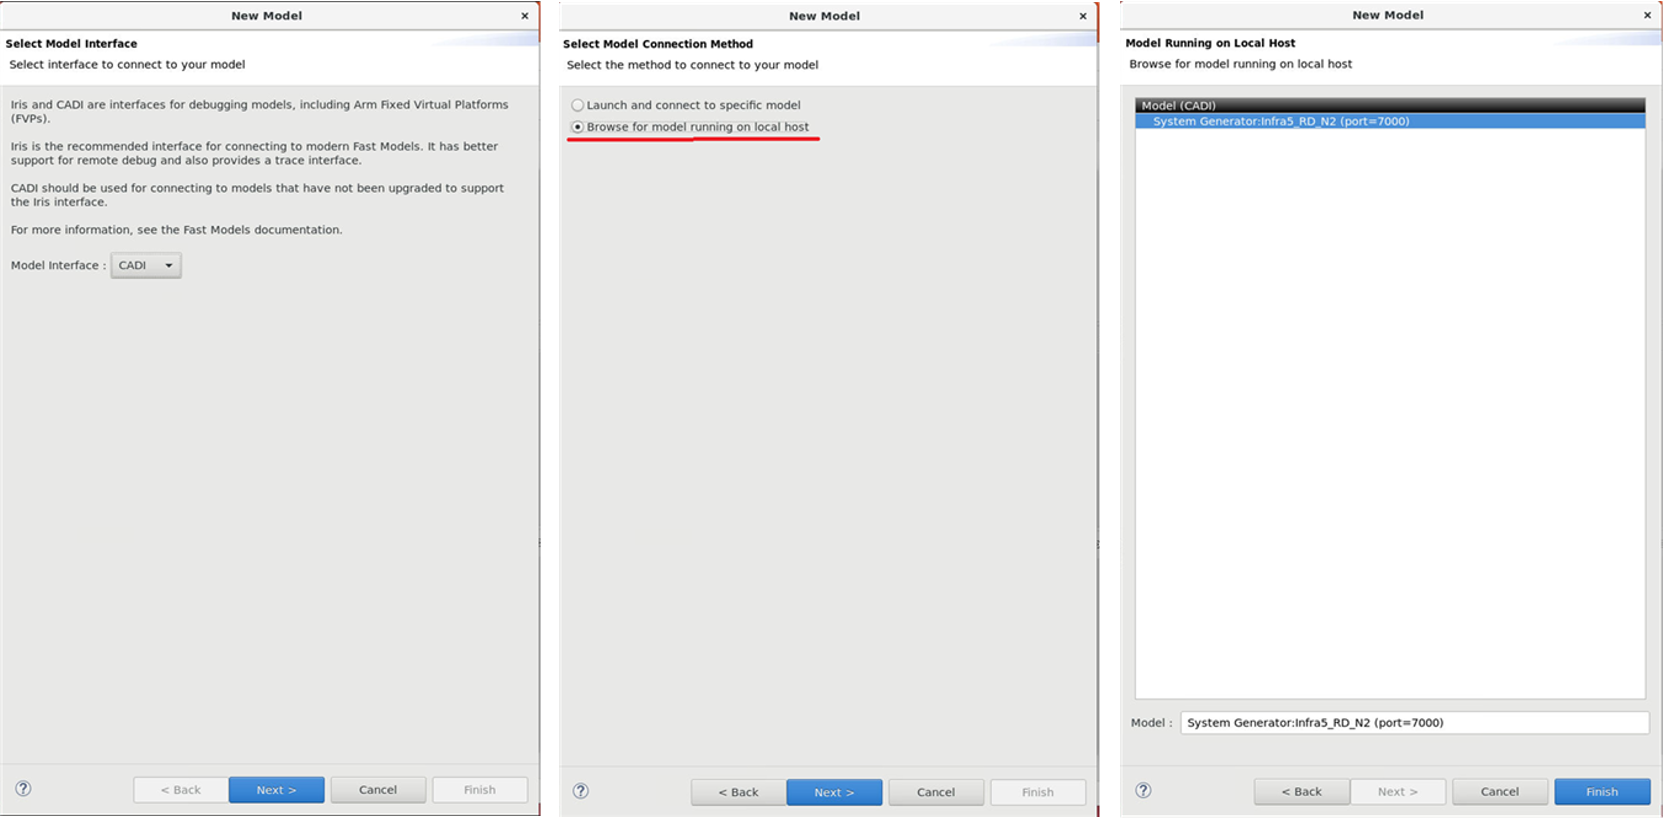 New Model
×
Select Model Interface
Select interface to connect to your model
Iris and CADI are interfaces for debugging models, including Arm Fixed Virtual Platforms
(FVPs).
Iris is the recommended interface for connecting to modern Fast Models. It has better
support for remote debug and also provides a trace interface.
CADI should be used for connecting to models that have not been upgraded to support
the Iris interface.
For more information, see the Fast Models documentation.
Model Interface : CADI
? < Back Next > Cancel Finish
New Model
×
Select Model Connection Method
Select the method to connect to your model
Launch and connect to specific model
Browse for model running on local host
? < Back Next > Cancel Finish
New Model
×
Model Running on Local Host
Browse for model running on local host
Model (CADI)
System Generator:Infra5_RD_N2 (port=7000)
Model : System Generator:Infra5_RD_N2 (port=7000)
? < Back Next > Cancel Finish